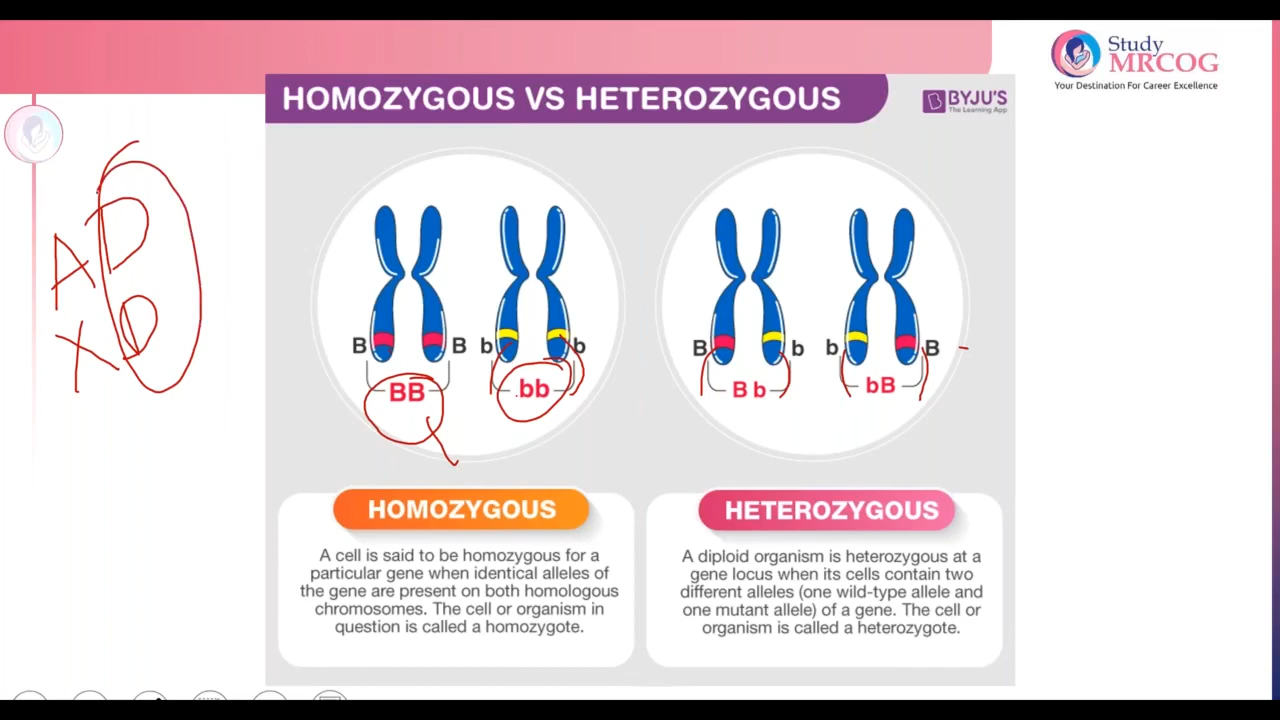 Study
MRCOG
Your Destination For Career Excellence
HOMOZYGOUS VS HETEROZYGOUS
BYJU'S
The Learning App
AD
XD
B B b b
BB bb
B b b B
B b bB
HOMOZYGOUS
A cell is said to be homozygous for a
particular gene when identical alleles of
the gene are present on both homologous
chromosomes. The cell or organism in
question is called a homozygote.
HETEROZYGOUS
A diploid organism is heterozygous at a
gene locus when its cells contain two
different alleles (one wild-type allele and
one mutant allele) of a gene. The cell or
organism is called a heterozygote.